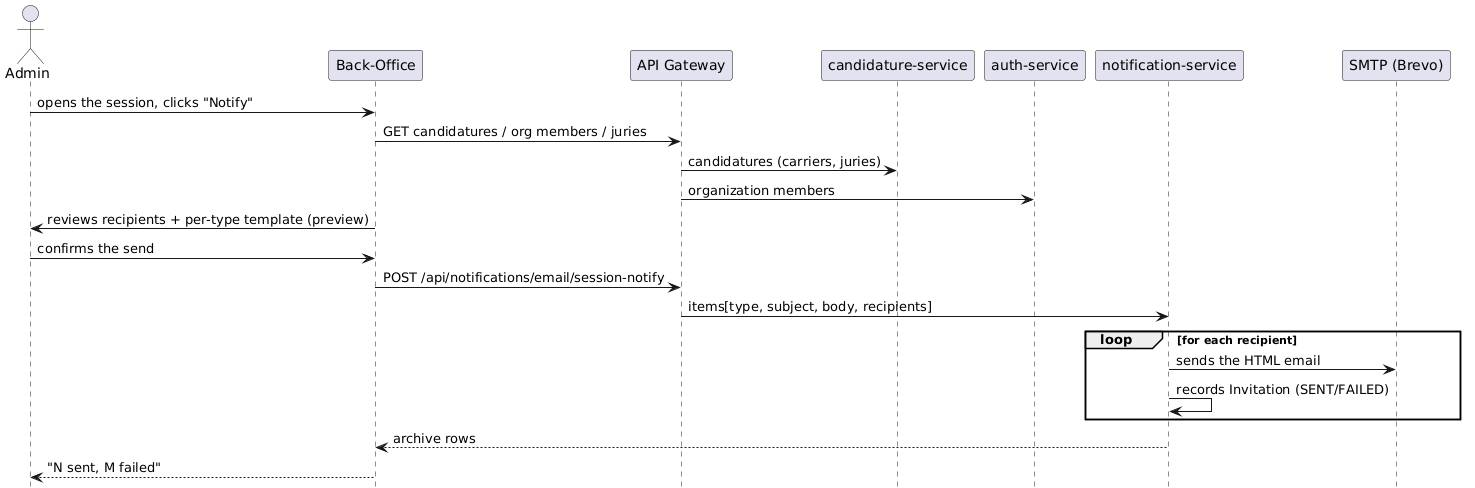 Admin
Back-Office
API Gateway
candidature-service
auth-service
notification-service
SMTP (Brevo)
opens the session, clicks "Notify"
GET candidatures / org members / juries
candidatures (carriers, juries)
organization members
reviews recipients + per-type template (preview)
confirms the send
POST /api/notifications/email/session-notify
items[type, subject, body, recipients]
loop
[for each recipient]
sends the HTML email
records Invitation (SENT/FAILED)
archive rows
"N sent, M failed"